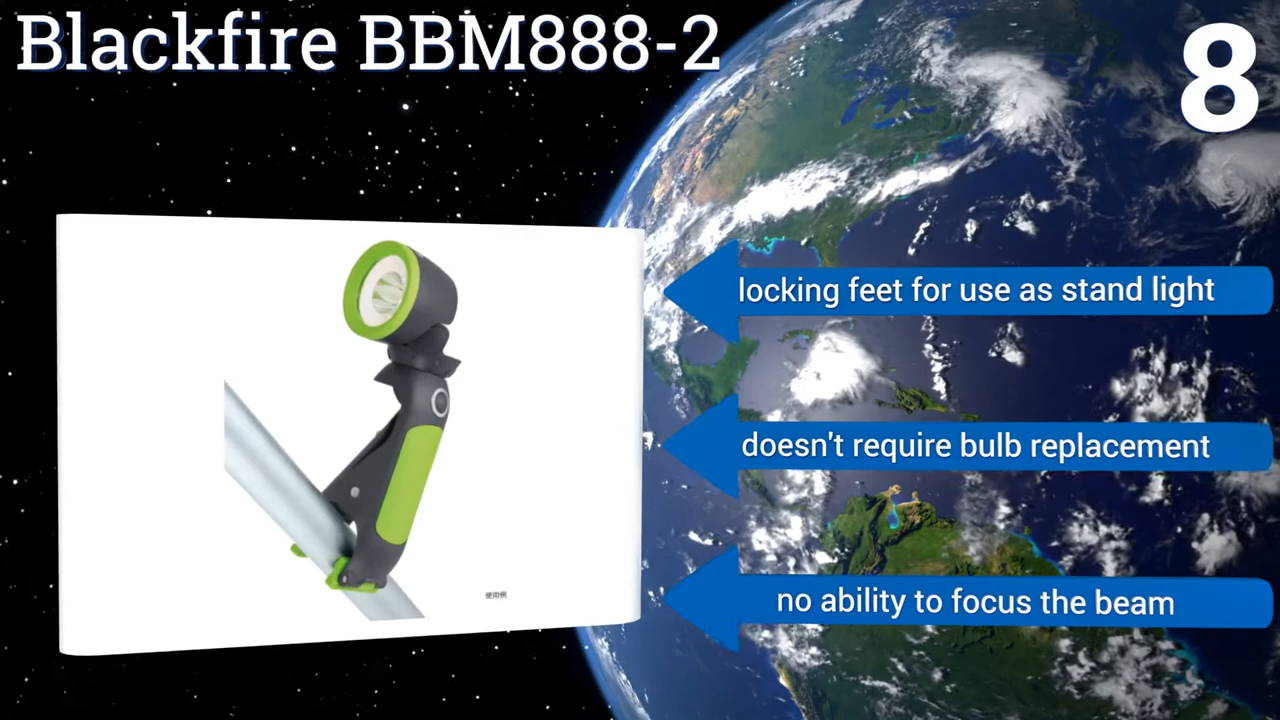 Blackfire BBM888-2
8
locking feet for use as stand light
doesn't require bulb replacement
no ability to focus the beam
使用例